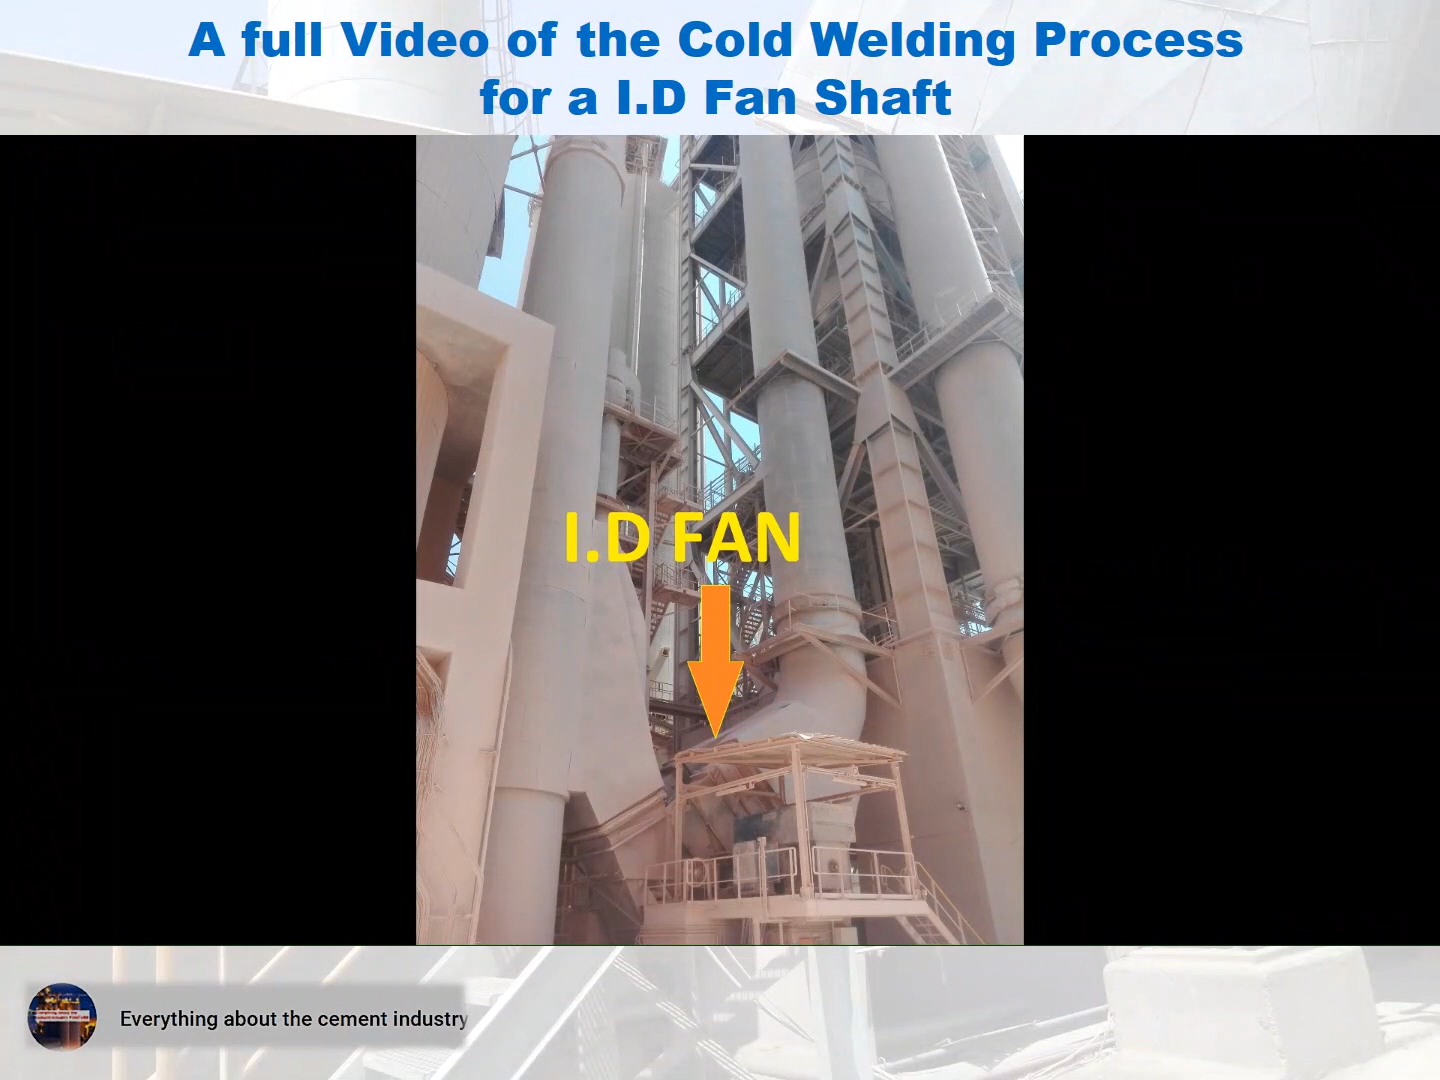 A full Video of the Cold Welding Process
for a I.D Fan Shaft
I.D FAN
Everything about the cement industry